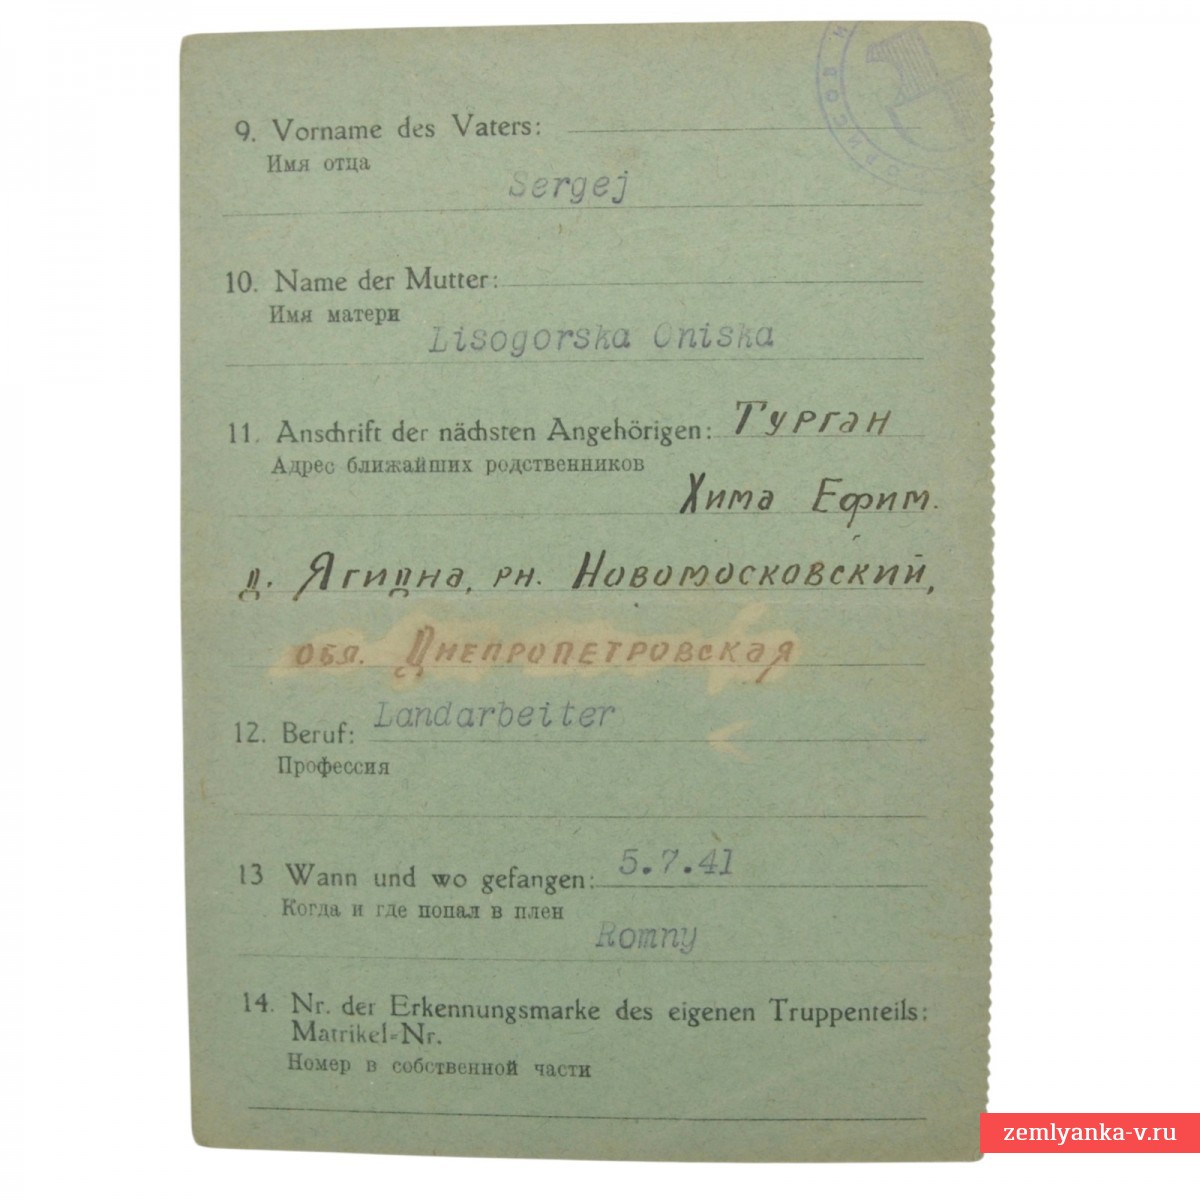 9. Vorname des Vaters:
Имя отца
Sergej
10. Name der Mutter:
Имя матери
Lisogorska Oniska
11. Anschrift der nächsten Angehörigen: Турган
Адрес ближайших родственников
Хима Ефим.
д. Ягидна, рн. Новомосковский,
обл. Днепропетровская
Landarbeiter
12. Beruf:
Профессия
5.7.41
13 Wann und wo gefangen:
Когда и где попал в плен
Romny
14. Nr. der Erkennungsmarke des eigenen Truppenteils:
Matrikel-Nr.
Номер в собственной части
zemlyanka-v.ru